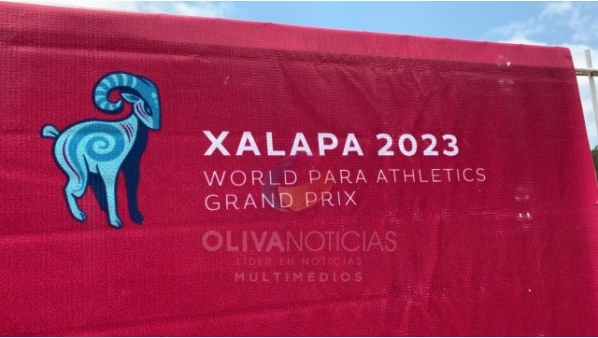 XALAPA 2023
WORLD PARA ATHLETICS
GRAND PRIX
OLIVANOTICIAS
LÍDER EN NOTICIAS
MULTIMEDIOS